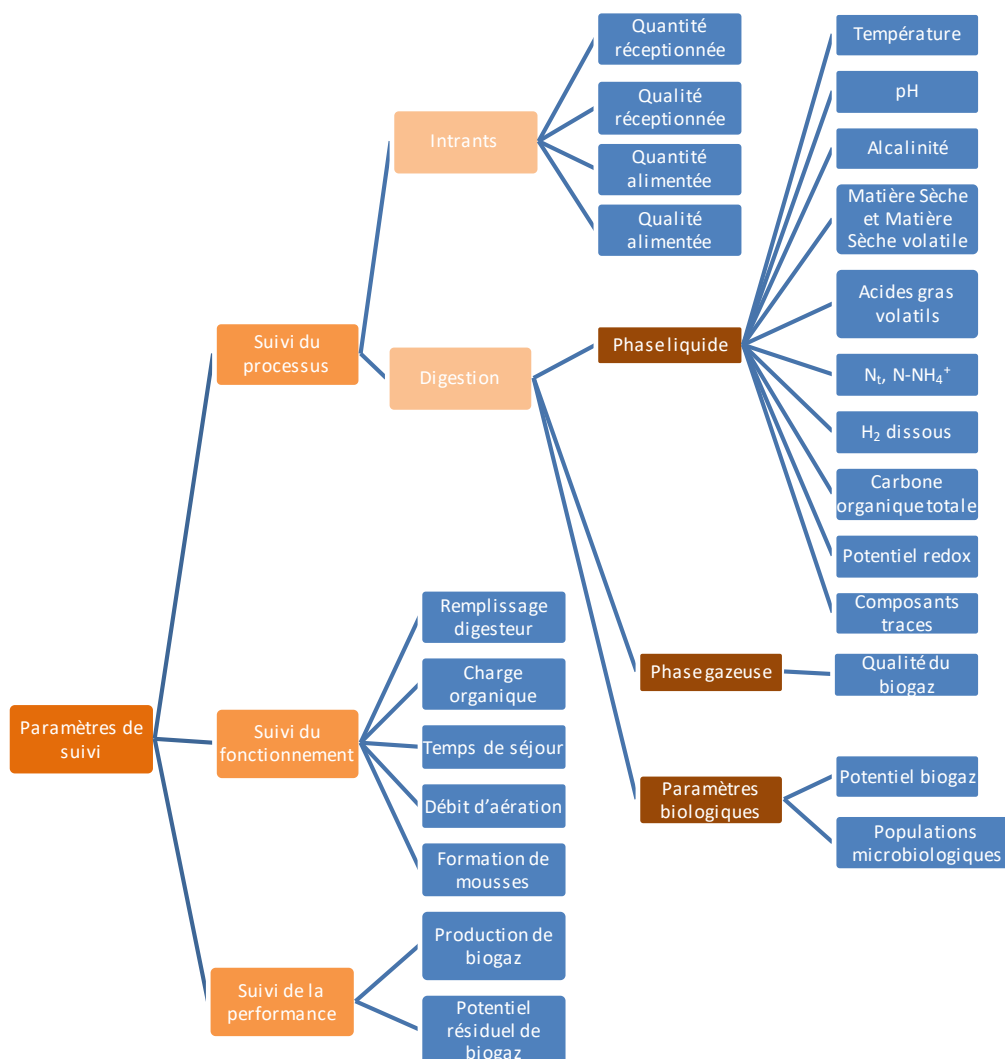 Paramètres de
suivi
Suivi du
processus
Intrants
Quantité
réceptionnée
Qualité
réceptionnée
Quantité
alimentée
Qualité
alimentée
Digestion
Phase liquide
Température
pH
Alcalinité
Matière Sèche
et Matière
Sèche volatile
Acides gras
volatils
Nₜ, N-NH₄⁺
H₂ dissous
Carbone
organique totale
Potentiel redox
Composants
traces
Phase gazeuse
Qualité du
biogaz
Paramètres
biologiques
Potentiel biogaz
Populations
microbiologiques
Suivi du
fonctionnement
Remplissage
digesteur
Charge
organique
Temps de séjour
Débit d'aération
Formation de
mousses
Suivi de la
performance
Production de
biogaz
Potentiel
résiduel de
biogaz